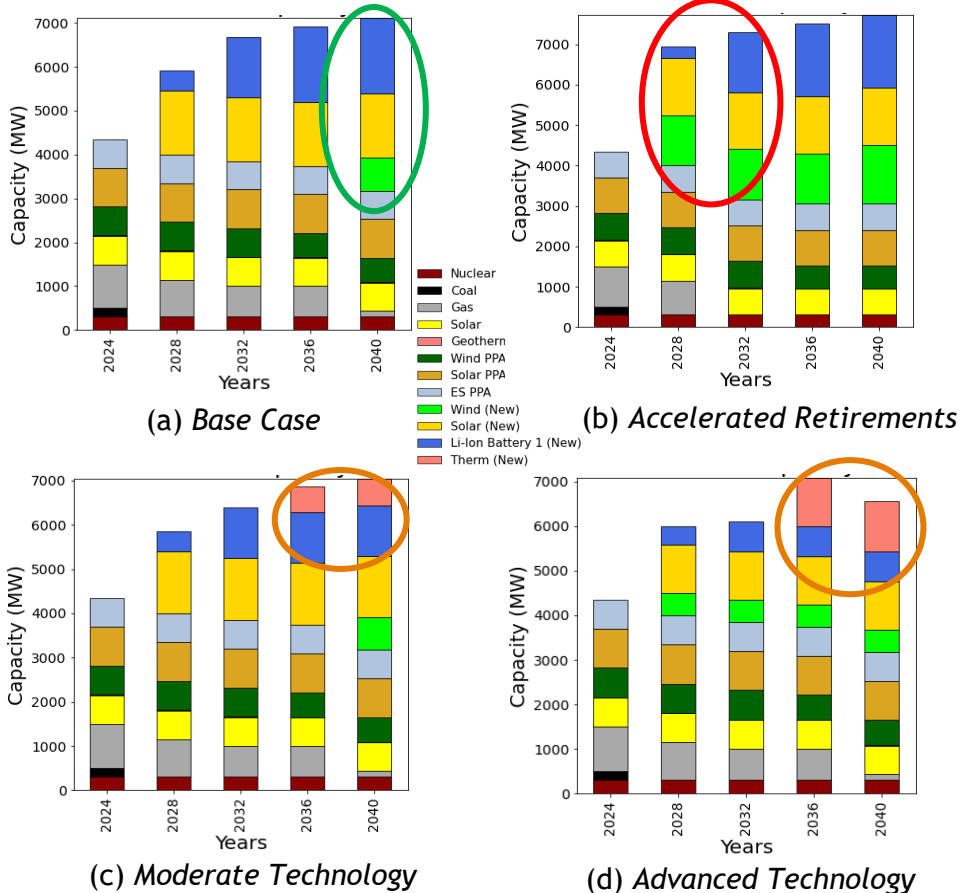 7000
6000
5000
4000
3000
2000
1000
0
Capacity (MW)
2024
2028
2032
2036
2040
Years
(a) Base Case
7000
6000
5000
4000
3000
2000
1000
0
Capacity (MW)
2024
2028
2032
2036
2040
Years
(b) Accelerated Retirements
Nuclear
Coal
Gas
Solar
Geothern
Wind PPA
Solar PPA
ES PPA
Wind (New)
Solar (New)
Li-Ion Battery 1 (New)
Therm (New)
7000
6000
5000
4000
3000
2000
1000
0
Capacity (MW)
2024
2028
2032
2036
2040
Years
(c) Moderate Technology
7000
6000
5000
4000
3000
2000
1000
0
Capacity (MW)
2024
2028
2032
2036
2040
Years
(d) Advanced Technology